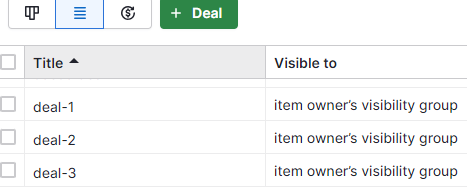 + Deal
Title Visible to
deal-1 item owner’s visibility group
deal-2 item owner’s visibility group
deal-3 item owner’s visibility group